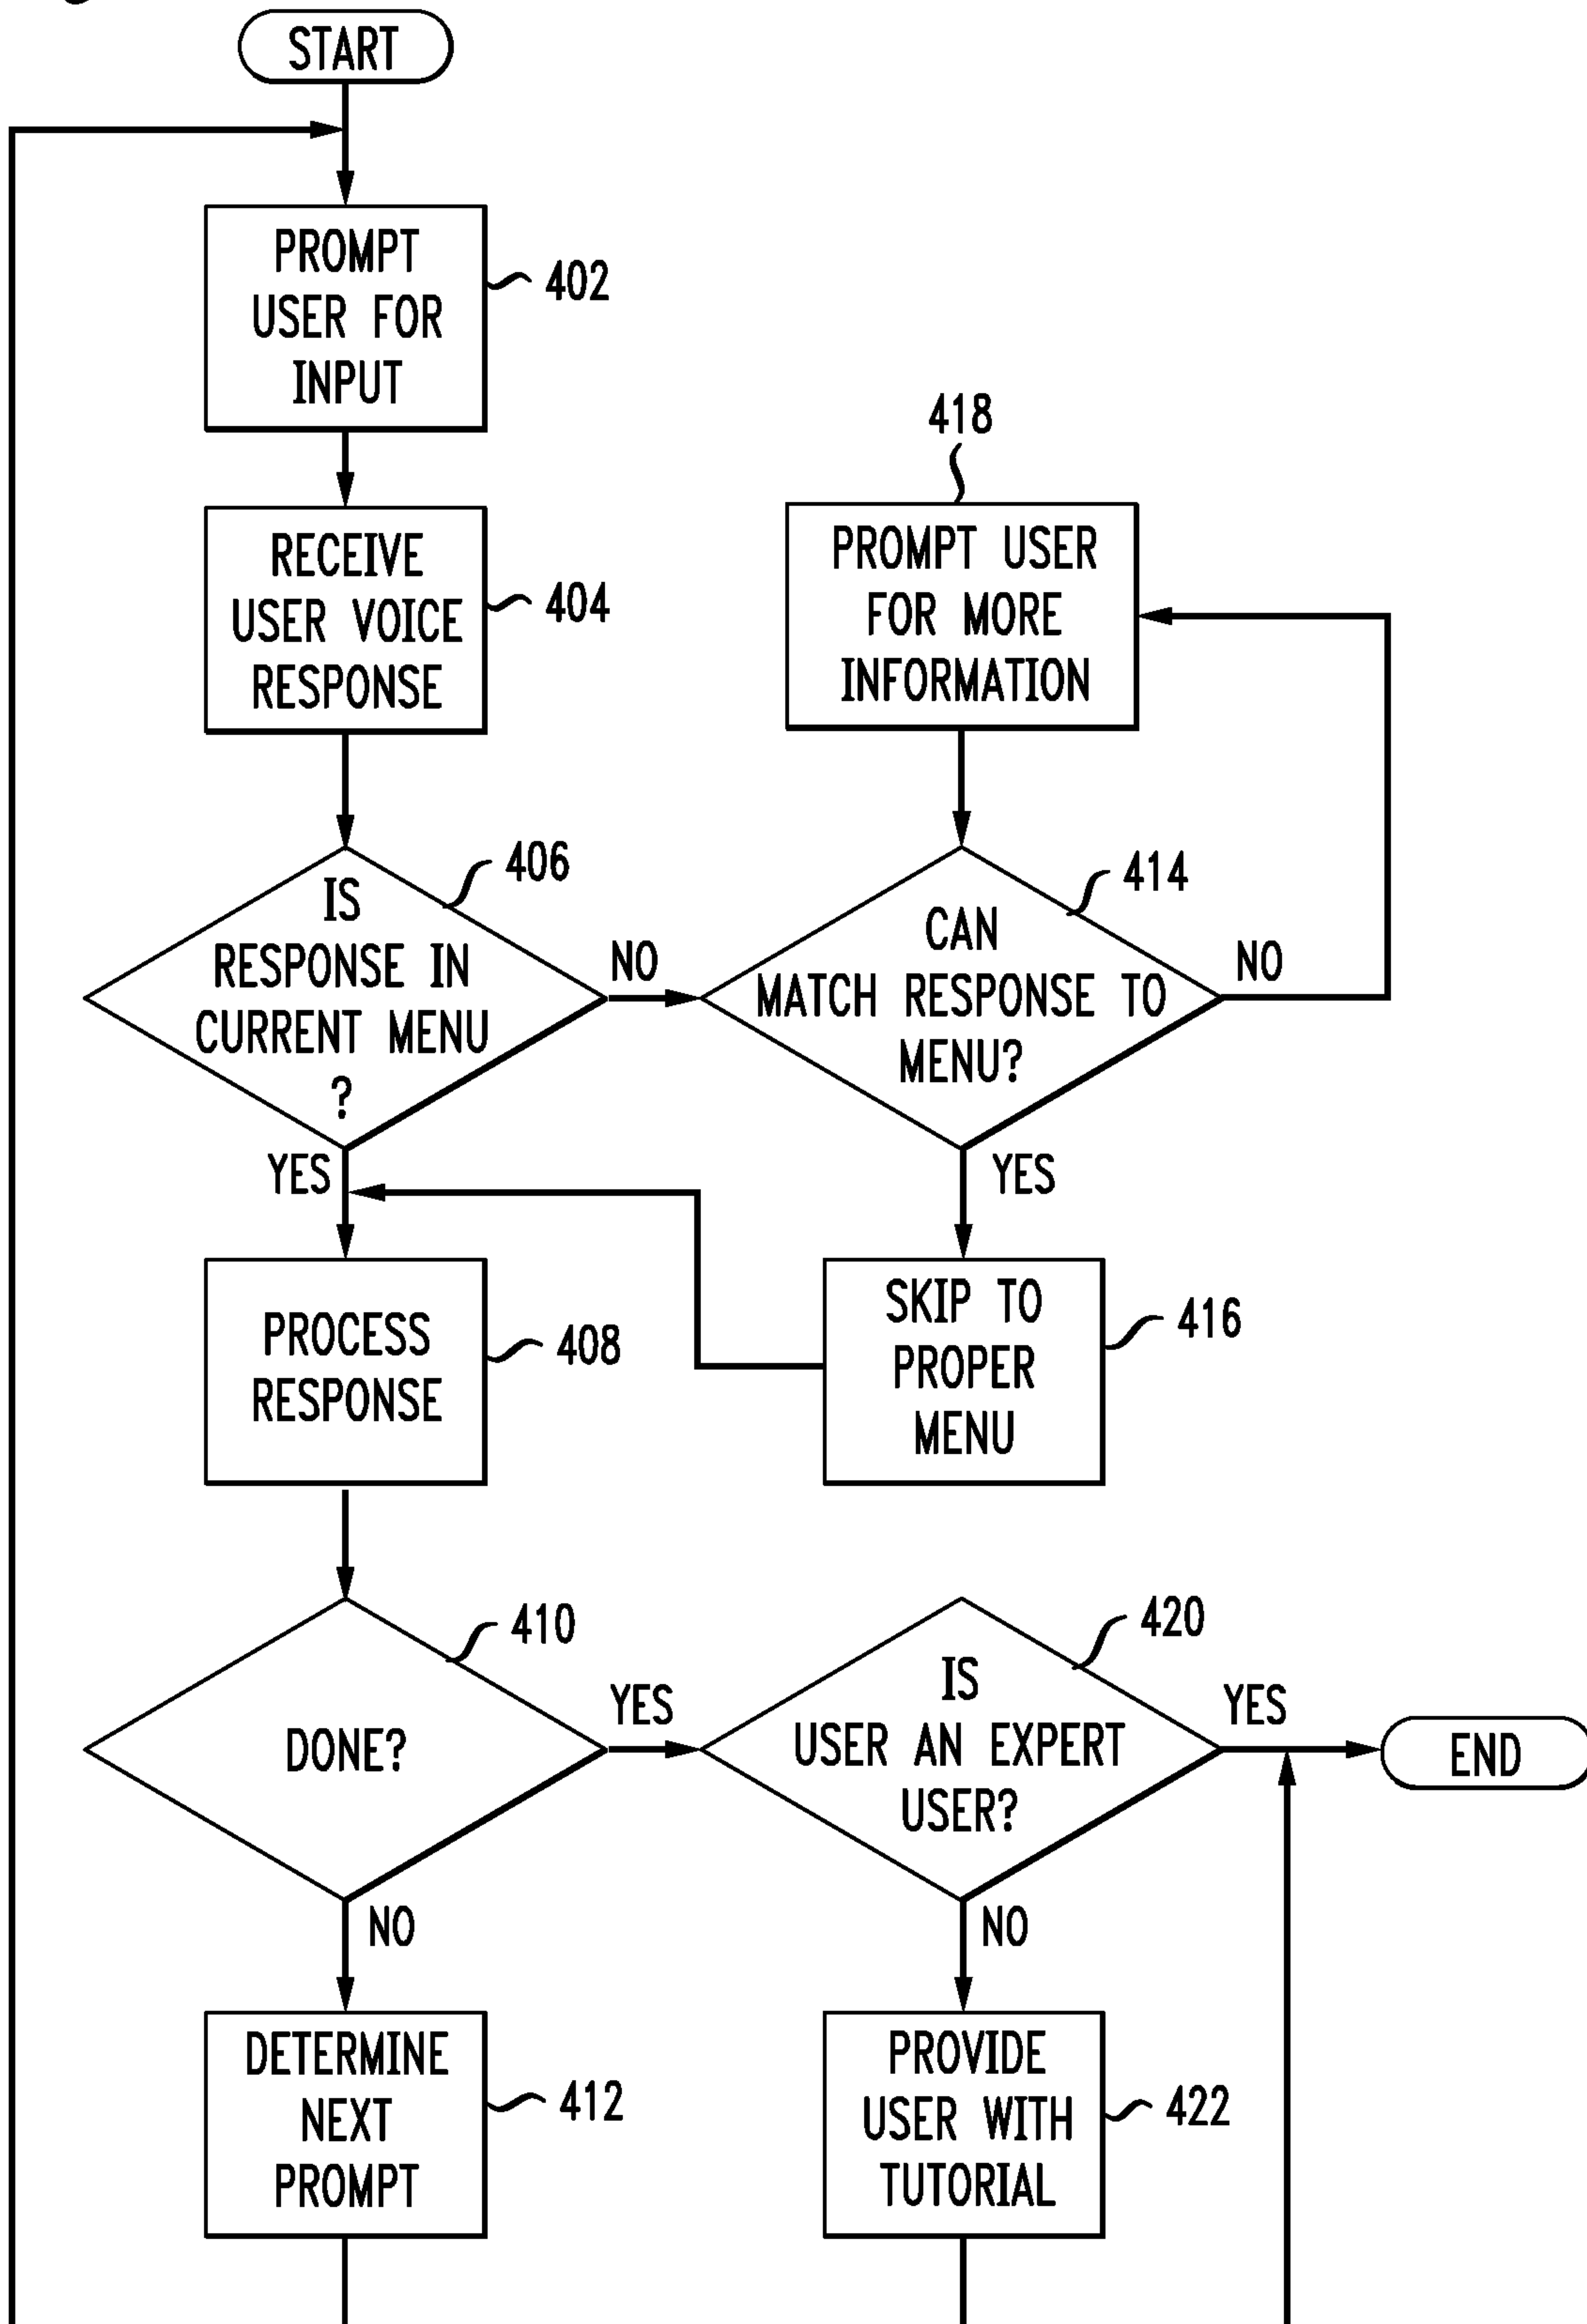 START
PROMPT
USER FOR
INPUT
402
RECEIVE
USER VOICE
RESPONSE
404
418
PROMPT USER
FOR MORE
INFORMATION
406
IS
RESPONSE IN
CURRENT MENU
?
NO
YES
414
CAN
MATCH RESPONSE TO
MENU?
NO
YES
PROCESS
RESPONSE
408
SKIP TO
PROPER
MENU
416
410
DONE?
YES
NO
420
IS
USER AN EXPERT
USER?
YES
NO
END
DETERMINE
NEXT
PROMPT
412
PROVIDE
USER WITH
TUTORIAL
422